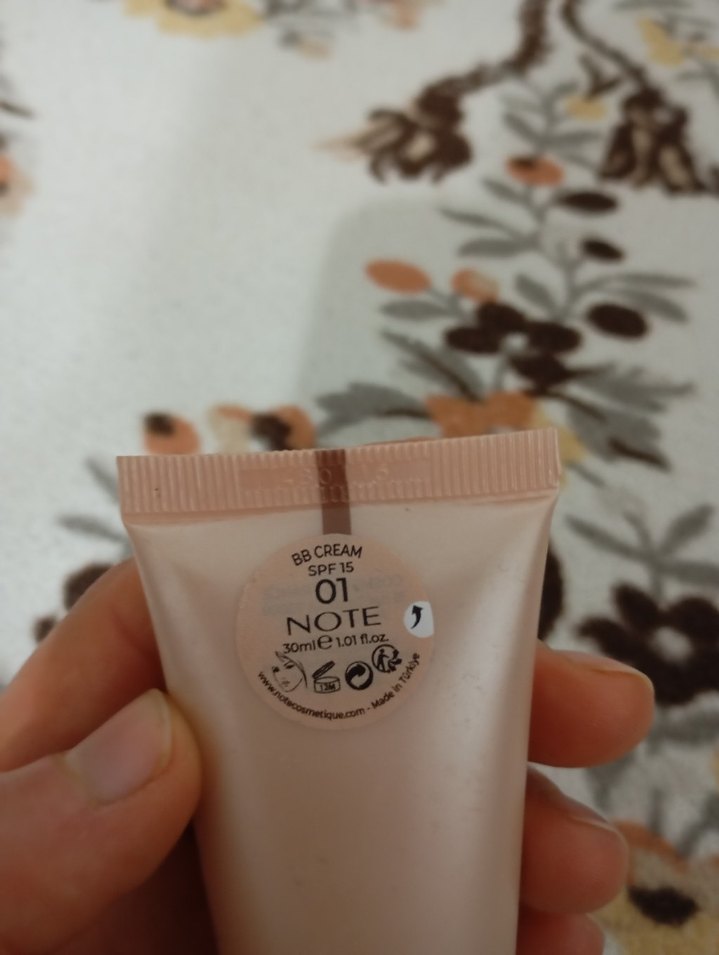 BB CREAM
SPF 15
01
NOTE
30ml e 1.01 fl.oz.
12M
www.notecosmetique.com - Made in Türkiye